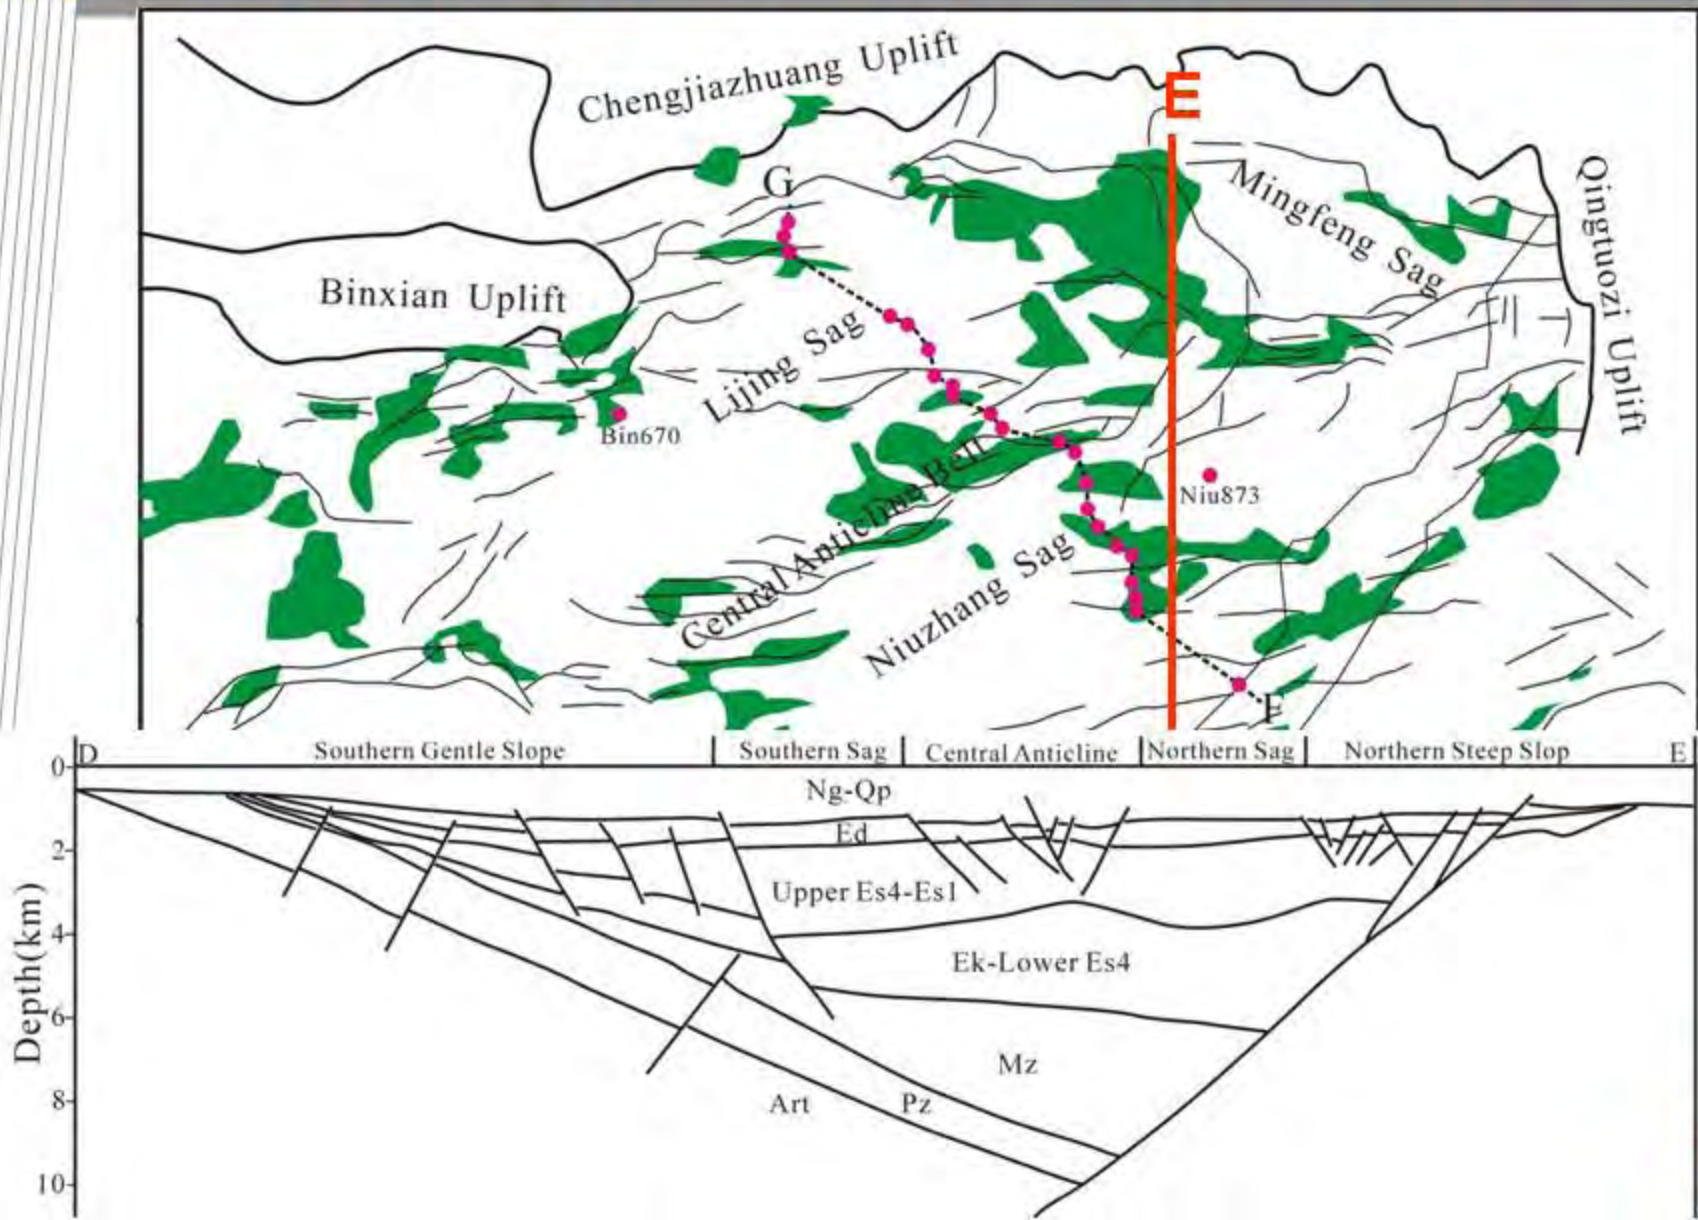 E
Chengjiazhuang Uplift
G
Mingfeng Sag
Qingtuozi Uplift
Binxian Uplift
Lijing Sag
Bin670
Central Anticline Bell
Niu873
Niuzhang Sag
F
D Southern Gentle Slope Southern Sag Central Anticline Northern Sag Northern Steep Slop E
0
Ng-Qp
Ed
2
Upper Es4-Es1
4
Ek-Lower Es4
6
Mz
8
Art Pz
10
Depth(km)